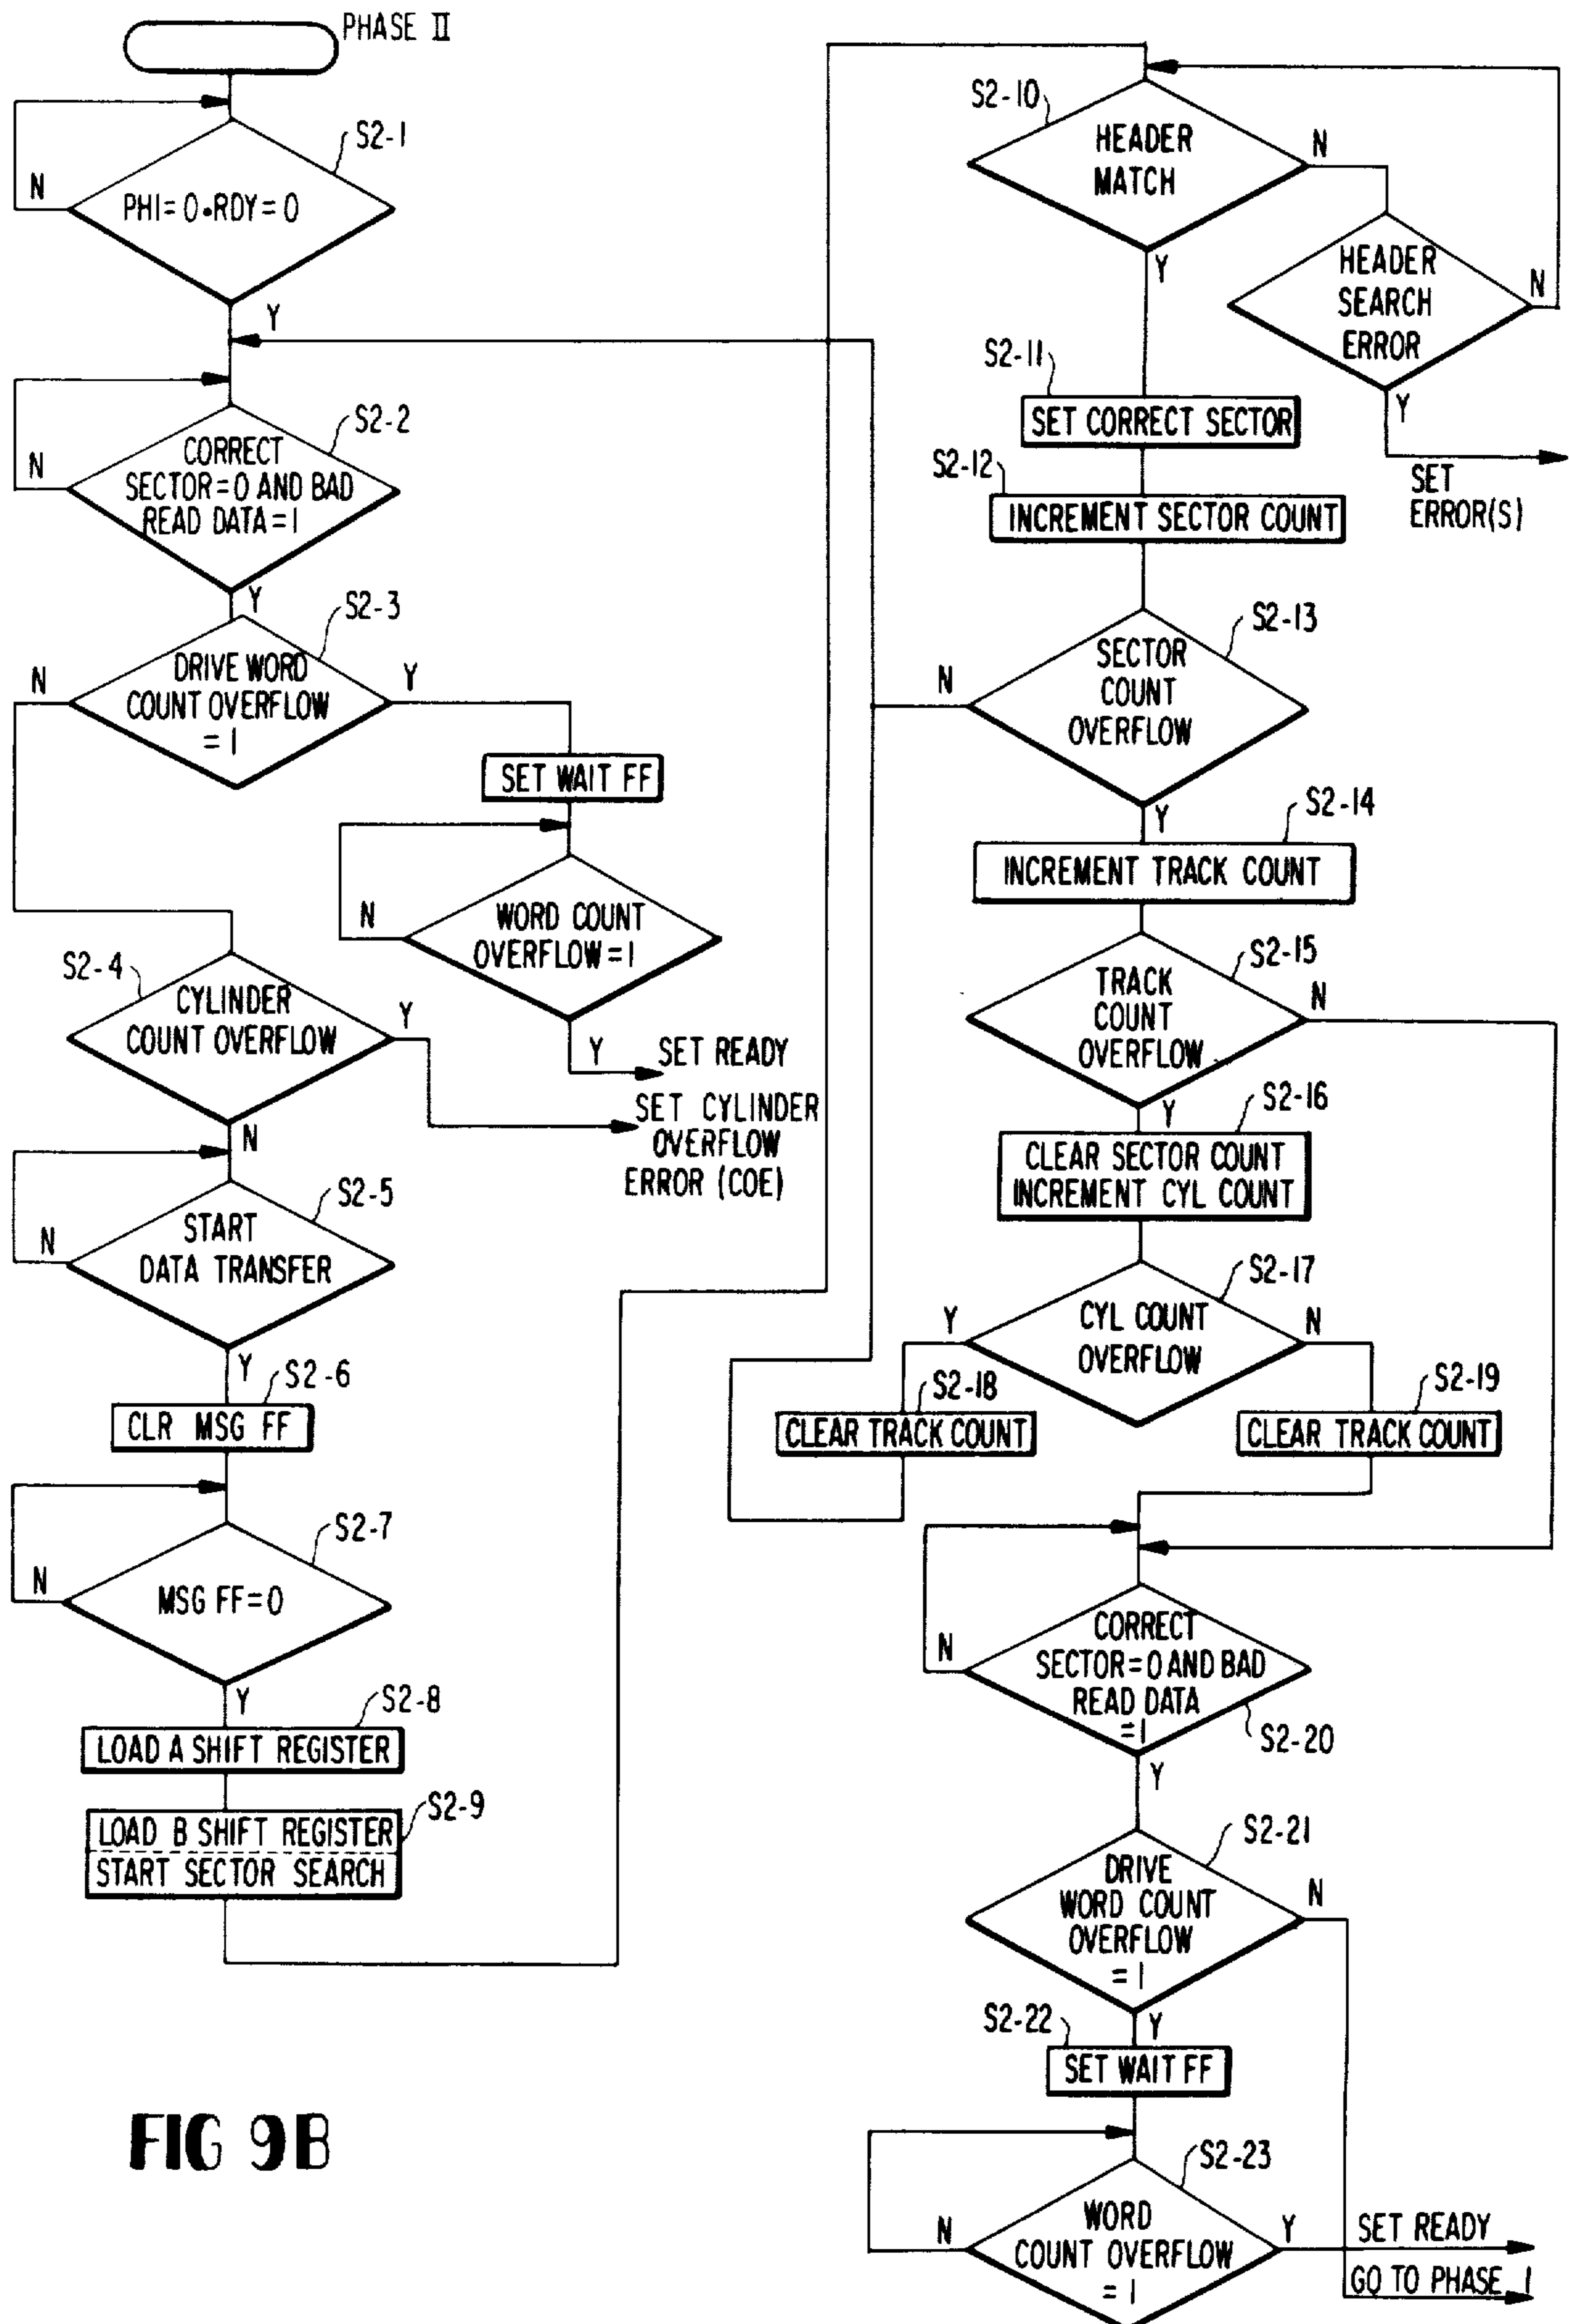 PHASE II
S2-1
N
PHI=0•RDY=0
Y
S2-2
CORRECT
SECTOR=0 AND BAD
READ DATA=1
N
Y
S2-3
DRIVE WORD
COUNT OVERFLOW
=1
N
Y
SET WAIT FF
WORD COUNT
OVERFLOW=1
N
Y
SET READY
S2-4
CYLINDER
COUNT OVERFLOW
Y
SET CYLINDER
OVERFLOW
ERROR (COE)
N
S2-5
START
DATA TRANSFER
N
Y
S2-6
CLR MSG FF
S2-7
MSG FF=0
N
Y
S2-8
LOAD A SHIFT REGISTER
S2-9
LOAD B SHIFT REGISTER
START SECTOR SEARCH
S2-10
HEADER
MATCH
N
Y
HEADER
SEARCH
ERROR
N
Y
SET
ERROR(S)
S2-11
SET CORRECT SECTOR
S2-12
INCREMENT SECTOR COUNT
S2-13
SECTOR
COUNT
OVERFLOW
N
Y
S2-14
INCREMENT TRACK COUNT
S2-15
TRACK
COUNT
OVERFLOW
N
Y
S2-16
CLEAR SECTOR COUNT
INCREMENT CYL COUNT
S2-17
CYL COUNT
OVERFLOW
Y
N
S2-18
CLEAR TRACK COUNT
S2-19
CLEAR TRACK COUNT
CORRECT
SECTOR=0 AND BAD
READ DATA
=1
N
S2-20
Y
S2-21
DRIVE
WORD COUNT
OVERFLOW
=1
N
Y
S2-22
SET WAIT FF
S2-23
WORD
COUNT OVERFLOW
=1
N
Y
SET READY
GO TO PHASE I
FIG 9B